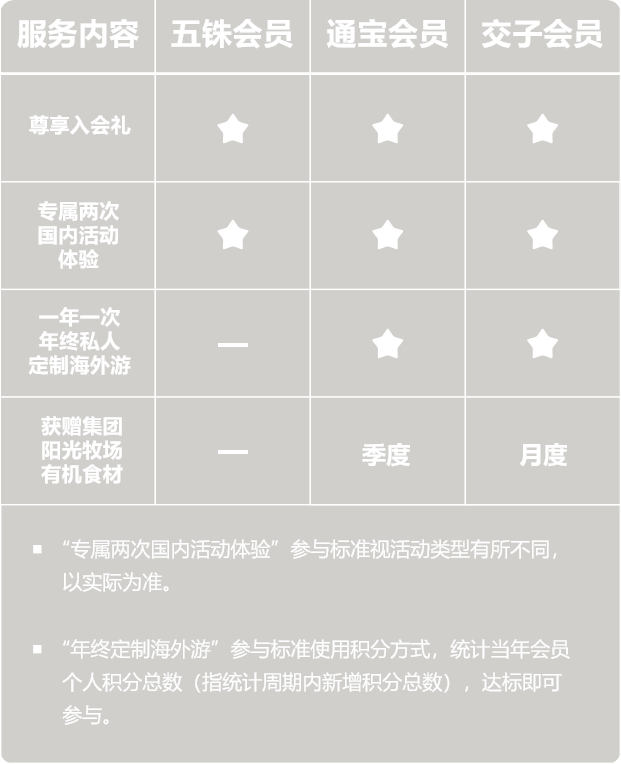 服务内容 五铢会员 通宝会员 交子会员
尊享入会礼 ★ ★ ★
专属两次
国内活动
体验
★ ★ ★
一年一次
年终私人
定制海外游
— ★ ★
获赠集团
阳光牧场
有机食材
— 季度 月度
▪ “专属两次国内活动体验”参与标准视活动类型有所不同，
以实际为准。
▪ “年终定制海外游”参与标准使用积分方式，统计当年会员
个人积分总数（指统计周期内新增积分总数），达标即可
参与。